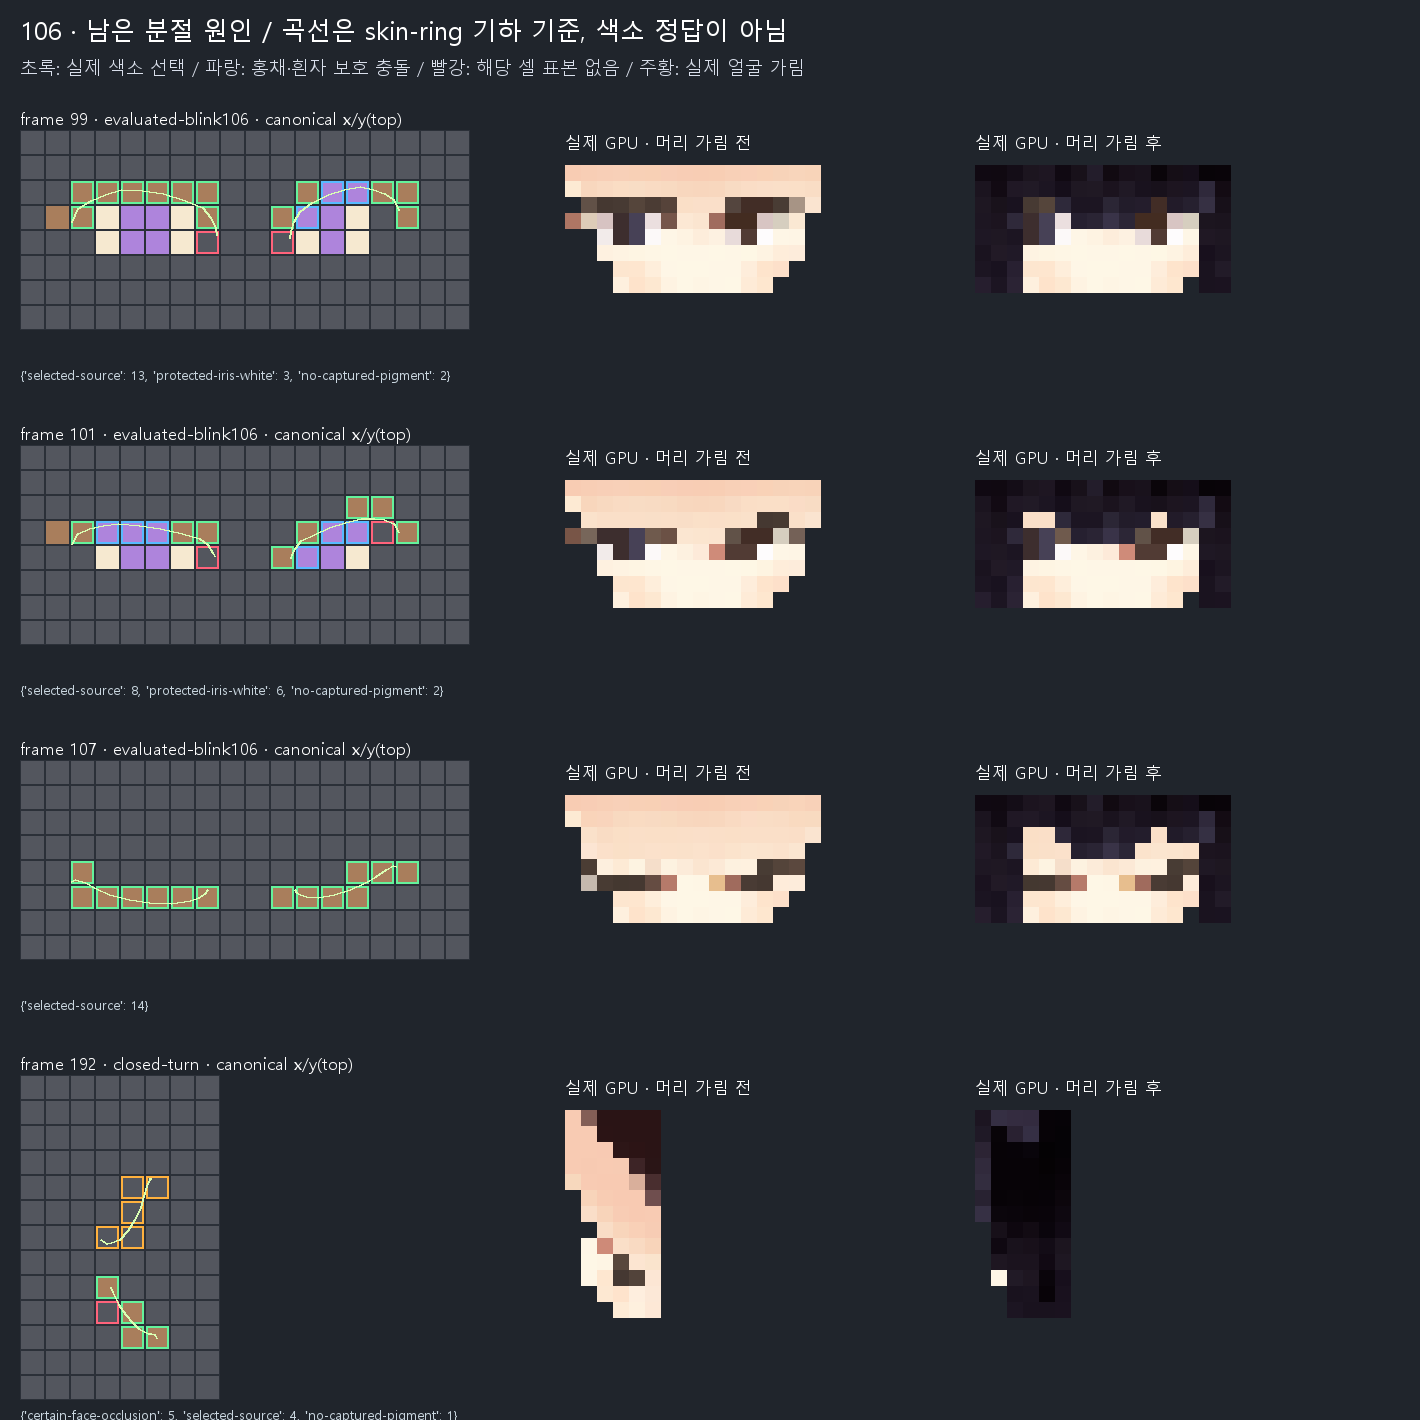 106 · 남은 분절 원인 / 곡선은 skin-ring 기하 기준, 색소 정답이 아님
초록: 실제 색소 선택 / 파랑: 홍채·흰자 보호 충돌 / 빨강: 해당 셀 표본 없음 / 주황: 실제 얼굴 가림
frame 99 · evaluated-blink106 · canonical x/y(top)
실제 GPU · 머리 가림 전
실제 GPU · 머리 가림 후
{'selected-source': 13, 'protected-iris-white': 3, 'no-captured-pigment': 2}
frame 101 · evaluated-blink106 · canonical x/y(top)
실제 GPU · 머리 가림 전
실제 GPU · 머리 가림 후
{'selected-source': 8, 'protected-iris-white': 6, 'no-captured-pigment': 2}
frame 107 · evaluated-blink106 · canonical x/y(top)
실제 GPU · 머리 가림 전
실제 GPU · 머리 가림 후
{'selected-source': 14}
frame 192 · closed-turn · canonical x/y(top)
실제 GPU · 머리 가림 전
실제 GPU · 머리 가림 후
{'certain-face-occlusion': 5, 'selected-source': 4, 'no-captured-pigment': 1}